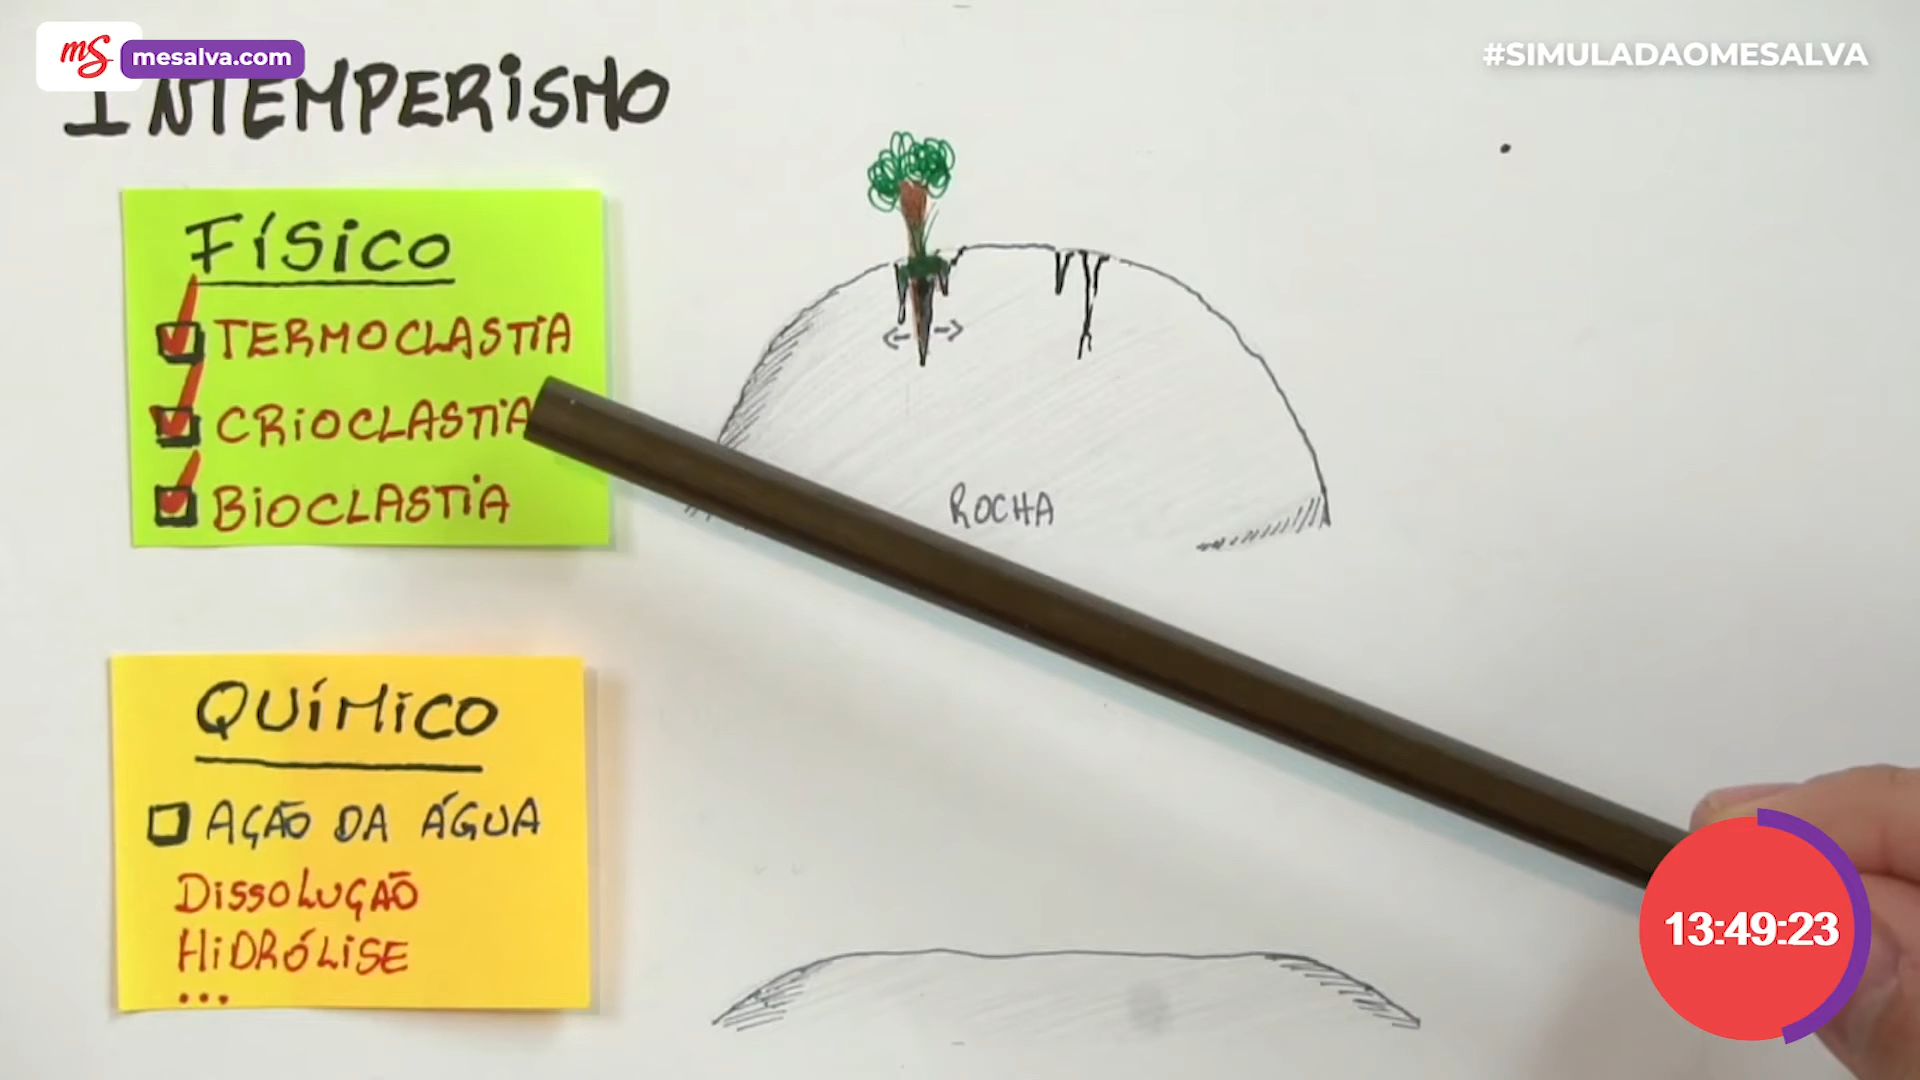 mS mesalva.com
#SIMULADAOMESALVA
INTEMPERISMO
FÍSICO
TERMOCLASTIA
CRIOCLASTIA
BIOCLASTIA
ROCHA
QUÍMICO
AÇÃO DA ÁGUA
DISSOLUÇÃO
HIDRÓLISE
...
13:49:23